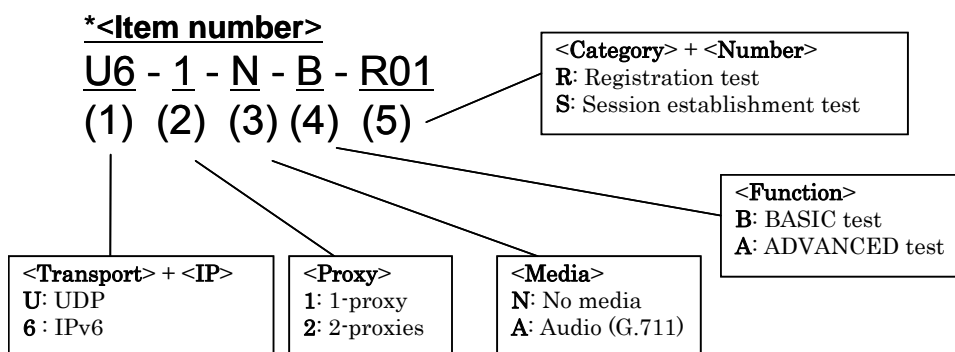 *<Item number>
U6 - 1 - N - B - R01
(1) (2) (3) (4) (5)
<Category> + <Number>
R: Registration test
S: Session establishment test
<Function>
B: BASIC test
A: ADVANCED test
<Transport> + <IP>
U: UDP
6 : IPv6
<Proxy>
1: 1-proxy
2: 2-proxies
<Media>
N: No media
A: Audio (G.711)